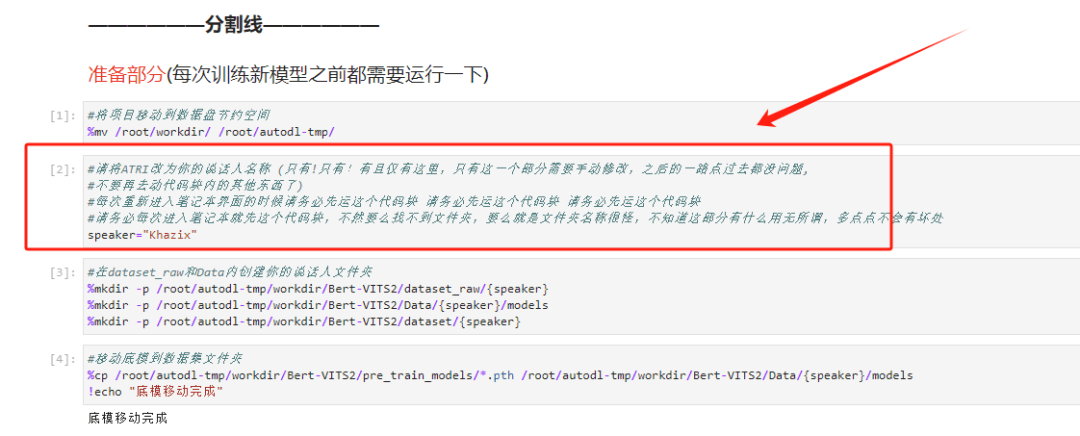 ——————分割线——————
准备部分(每次训练新模型之前都需要运行一下)
[1]: #将项目移动到数据盘节约空间
%mv /root/workdir/ /root/autodl-tmp/
[2]: #请将ATRI改为你的说话人名称 (只有!只有! 有且仅有这里, 只有这一个部分需要手动修改, 之后的一路点过去都没问题,
#不要再去动代码块内的其他东西了)
#每次重新进入笔记本界面的时候请务必先运这个代码块 请务必先运这个代码块 请务必先运这个代码块
#请务必每次进入笔记本就先这个代码块, 不然要么找不到文件夹, 要么就是文件夹名称很怪, 不知道这部分有什么用无所谓, 多点点不会有坏处
speaker="Khazix"
[3]: #在dataset_raw和Data内创建你的说话人文件夹
%mkdir -p /root/autodl-tmp/workdir/Bert-VITS2/dataset_raw/{speaker}
%mkdir -p /root/autodl-tmp/workdir/Bert-VITS2/Data/{speaker}/models
%mkdir -p /root/autodl-tmp/workdir/Bert-VITS2/dataset/{speaker}
[4]: #移动底模到数据集文件夹
%cp /root/autodl-tmp/workdir/Bert-VITS2/pre_train_models/*.pth /root/autodl-tmp/workdir/Bert-VITS2/Data/{speaker}/models
!echo "底模移动完成"
底模移动完成